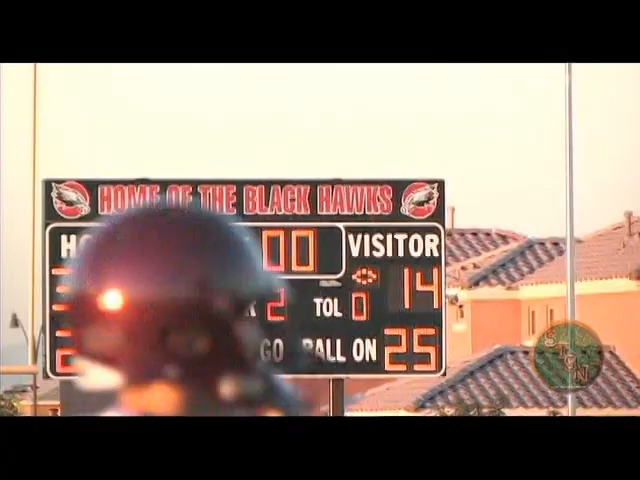 HOME OF THE BLACK HAWKS
00 VISITOR
14
2 TOL 0
GO BALL ON 25